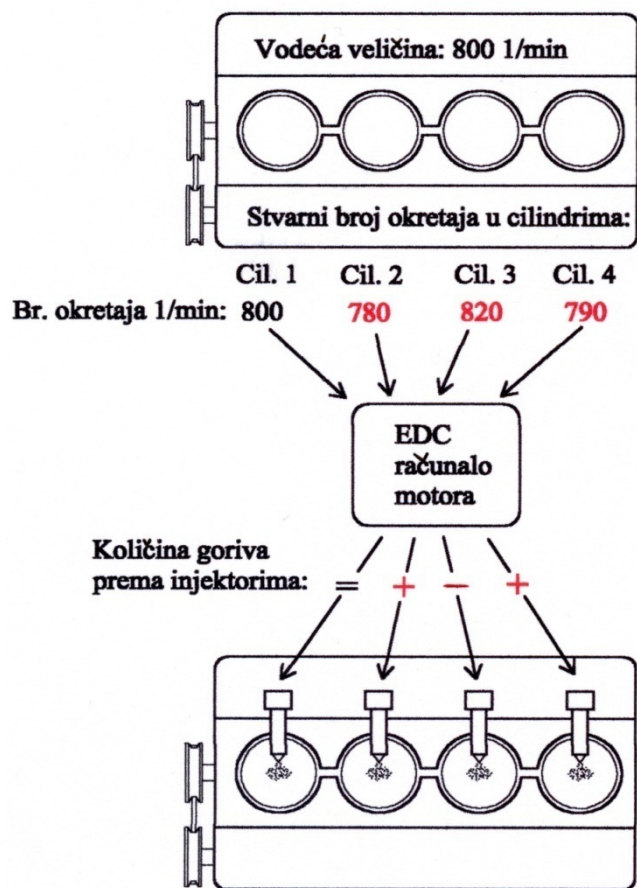 Vodeća veličina: 800 1/min
Stvarni broj okretaja u cilindrima:
Cil. 1 Cil. 2 Cil. 3 Cil. 4
Br. okretaja 1/min: 800 780 820 790
EDC
računalo
motora
Količina goriva
prema injektorima: = + − +